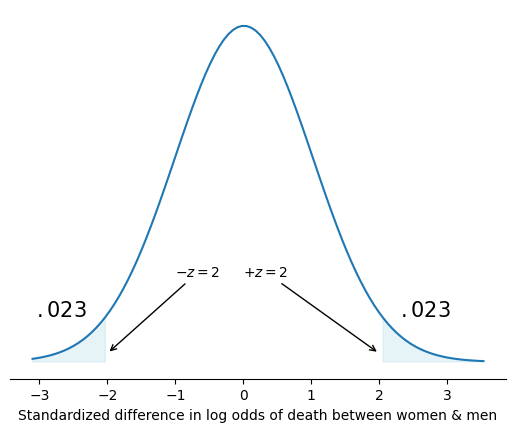 −z = 2 +z = 2
.023 .023
−3 −2 −1 0 1 2 3
Standardized difference in log odds of death between women & men